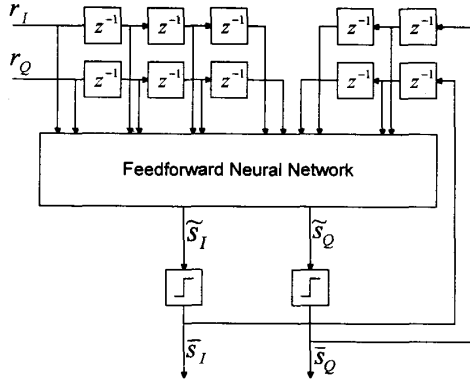 r_I z⁻¹ z⁻¹ z⁻¹ z⁻¹ z⁻¹
r_Q z⁻¹ z⁻¹ z⁻¹ z⁻¹ z⁻¹
Feedforward Neural Network
s̃_I s̃_Q
s̄_I s̄_Q